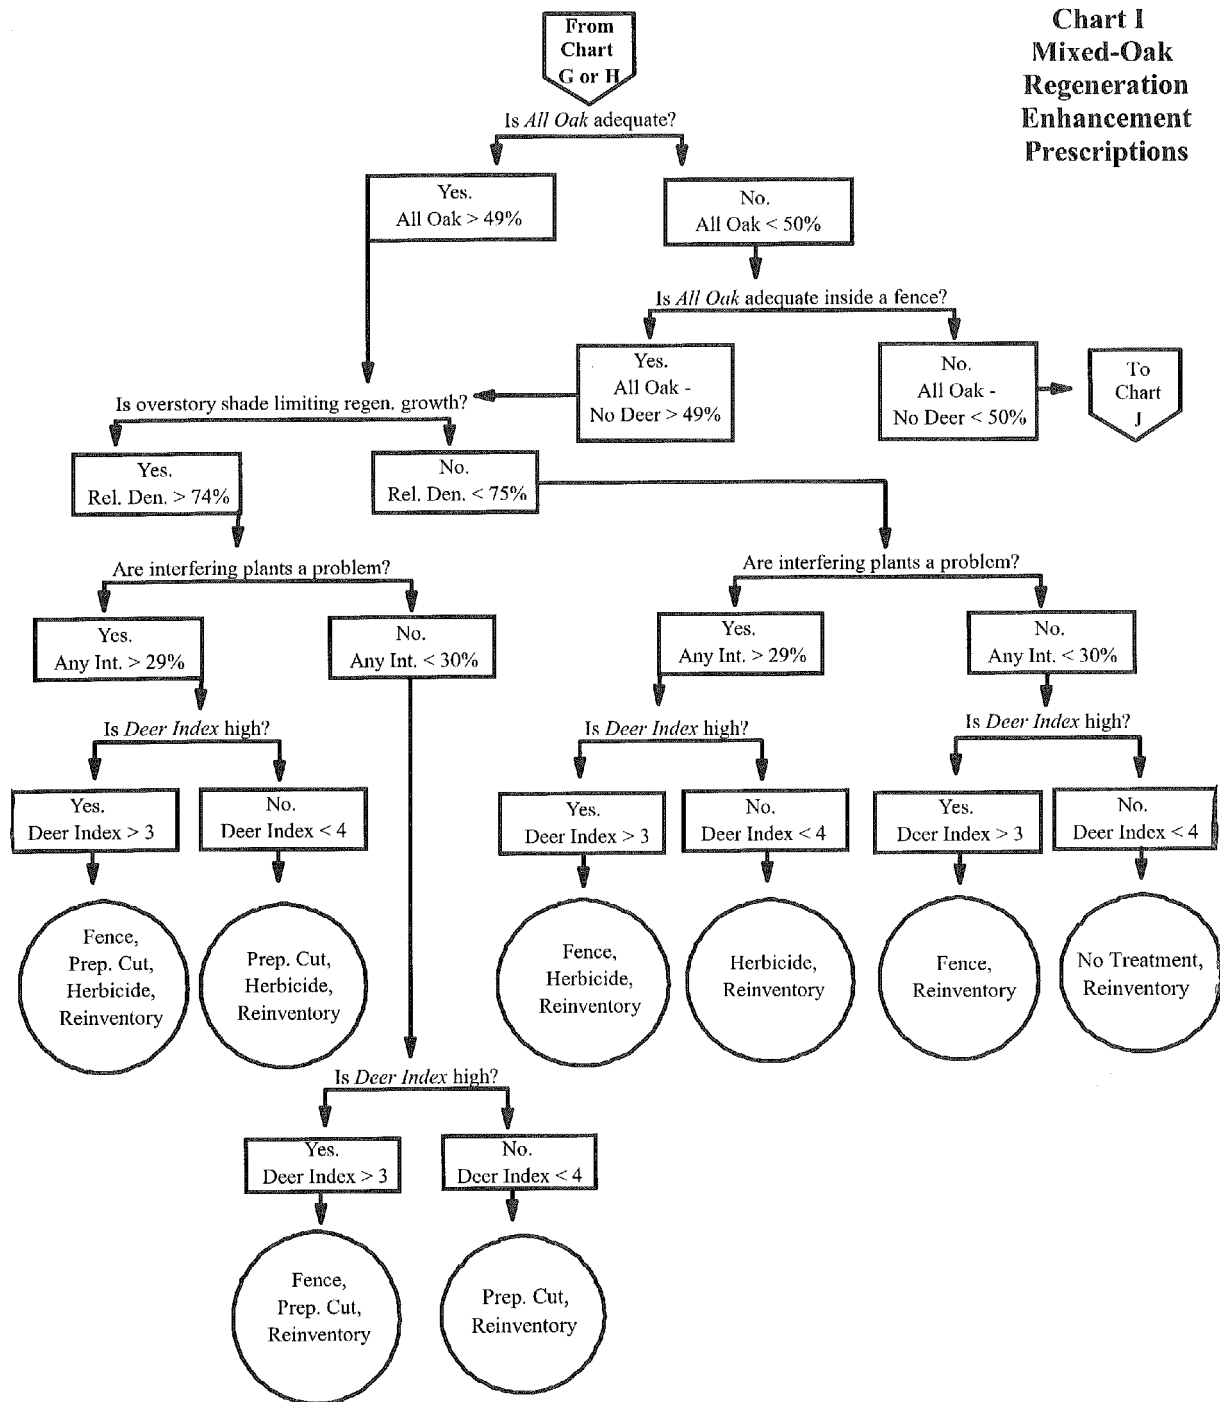 Chart I
Mixed-Oak
Regeneration
Enhancement
Prescriptions
From
Chart
G or H
Is All Oak adequate?
Yes.
All Oak > 49%
No.
All Oak < 50%
Is All Oak adequate inside a fence?
Yes.
All Oak -
No Deer > 49%
No.
All Oak -
No Deer < 50%
To
Chart
J
Is overstory shade limiting regen. growth?
Yes.
Rel. Den. > 74%
No.
Rel. Den. < 75%
Are interfering plants a problem?
Yes.
Any Int. > 29%
No.
Any Int. < 30%
Are interfering plants a problem?
Yes.
Any Int. > 29%
No.
Any Int. < 30%
Is Deer Index high?
Yes.
Deer Index > 3
No.
Deer Index < 4
Is Deer Index high?
Yes.
Deer Index > 3
No.
Deer Index < 4
Is Deer Index high?
Yes.
Deer Index > 3
No.
Deer Index < 4
Fence,
Prep. Cut,
Herbicide,
Reinventory
Prep. Cut,
Herbicide,
Reinventory
Fence,
Herbicide,
Reinventory
Herbicide,
Reinventory
Fence,
Reinventory
No Treatment,
Reinventory
Is Deer Index high?
Yes.
Deer Index > 3
No.
Deer Index < 4
Fence,
Prep. Cut,
Reinventory
Prep. Cut,
Reinventory